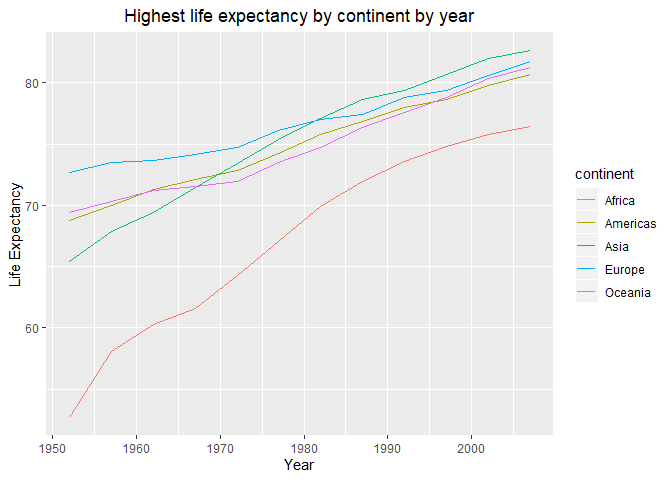 Highest life expectancy by continent by year
80
70
60
Life Expectancy
1950 1960 1970 1980 1990 2000
Year
continent
Africa
Americas
Asia
Europe
Oceania